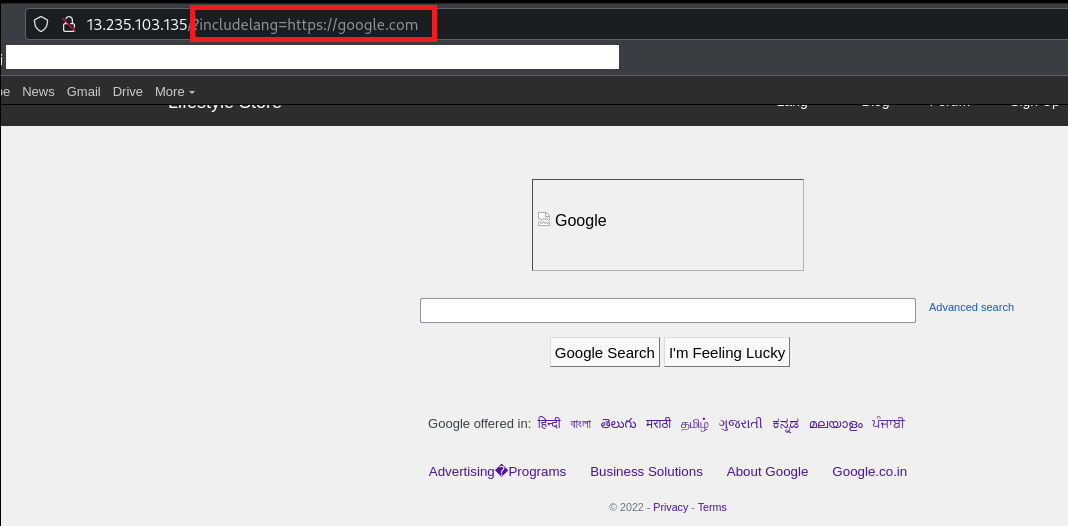 13.235.103.135/?includelang=https://google.com
News Gmail Drive More
Lifestyle Store Lang Blog Forum Sign Up
Google
Advanced search
Google Search I'm Feeling Lucky
Google offered in: हिन्दी বাংলা తెలుగు मराठी தமிழ் ગુજરાતી ಕನ್ನಡ മലയാളം ਪੰਜਾਬੀ
Advertising�Programs Business Solutions About Google Google.co.in
© 2022 - Privacy - Terms